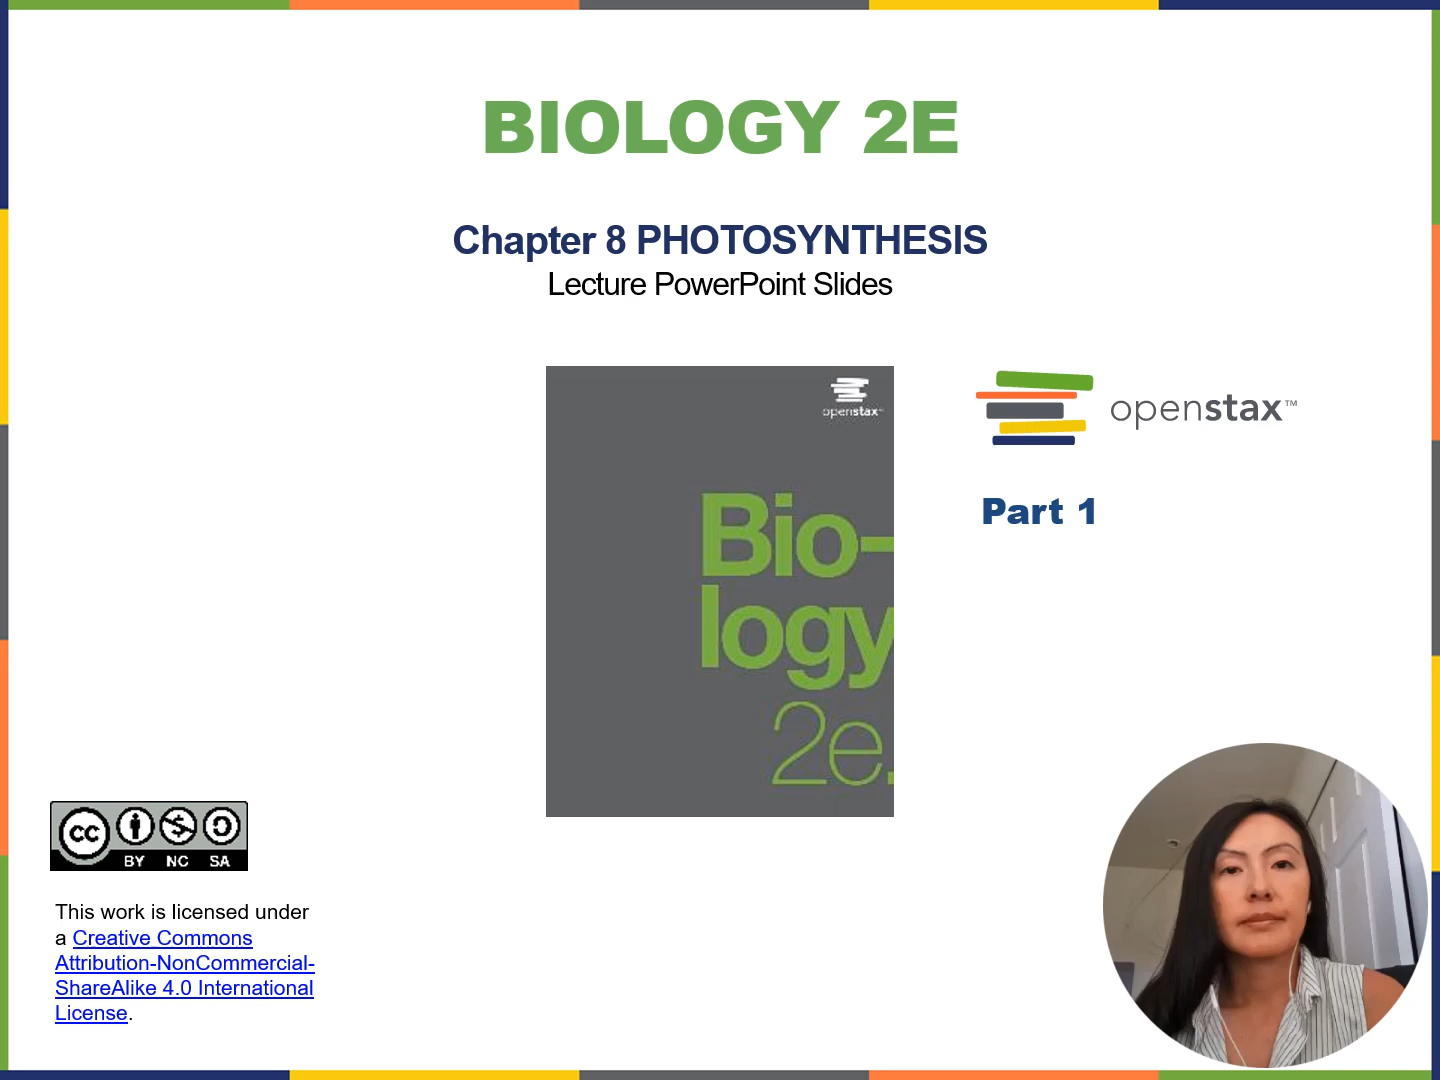 BIOLOGY 2E
Chapter 8 PHOTOSYNTHESIS
Lecture PowerPoint Slides
openstax
Bio-
logy
2e.
openstax™
Part 1
cc
BY NC SA
This work is licensed under
a Creative Commons
Attribution-NonCommercial-
ShareAlike 4.0 International
License.